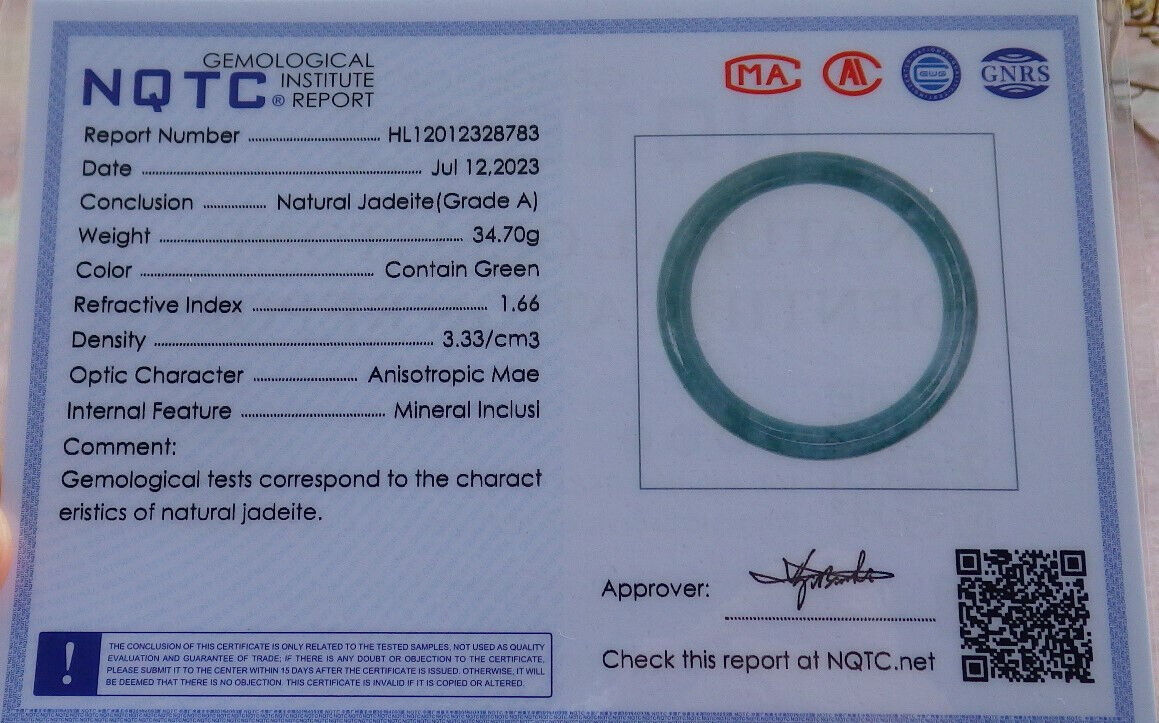 GEMOLOGICAL
NQTC® INSTITUTE
REPORT
MA
GNRS
Report Number HL12012328783
Date Jul 12,2023
Conclusion Natural Jadeite(Grade A)
Weight 34.70g
Color Contain Green
Refractive Index 1.66
Density 3.33/cm3
Optic Character Anisotropic Mae
Internal Feature Mineral Inclusi
Comment:
Gemological tests correspond to the charact
eristics of natural jadeite.
Approver:
Check this report at NQTC.net
!
THE CONCLUSION OF THIS CERTIFICATE IS ONLY RELATED TO THE TESTED SAMPLES, NOT USED AS QUALITY
EVALUATION AND GUARANTEE OF TRADE; IF THERE IS ANY DOUBT OR OBJECTION TO THE CERTIFICATE,
PLEASE SUBMIT IT TO THE CENTER WITHIN 15 DAYS AFTER THE CERTIFICATE IS ISSUED. OTHERWISE, IT WILL
BE DEEMED THAT THERE IS NO OBJECTION. THIS CERTIFICATE IS INVALID IF IT IS COPIED OR ALTERED.